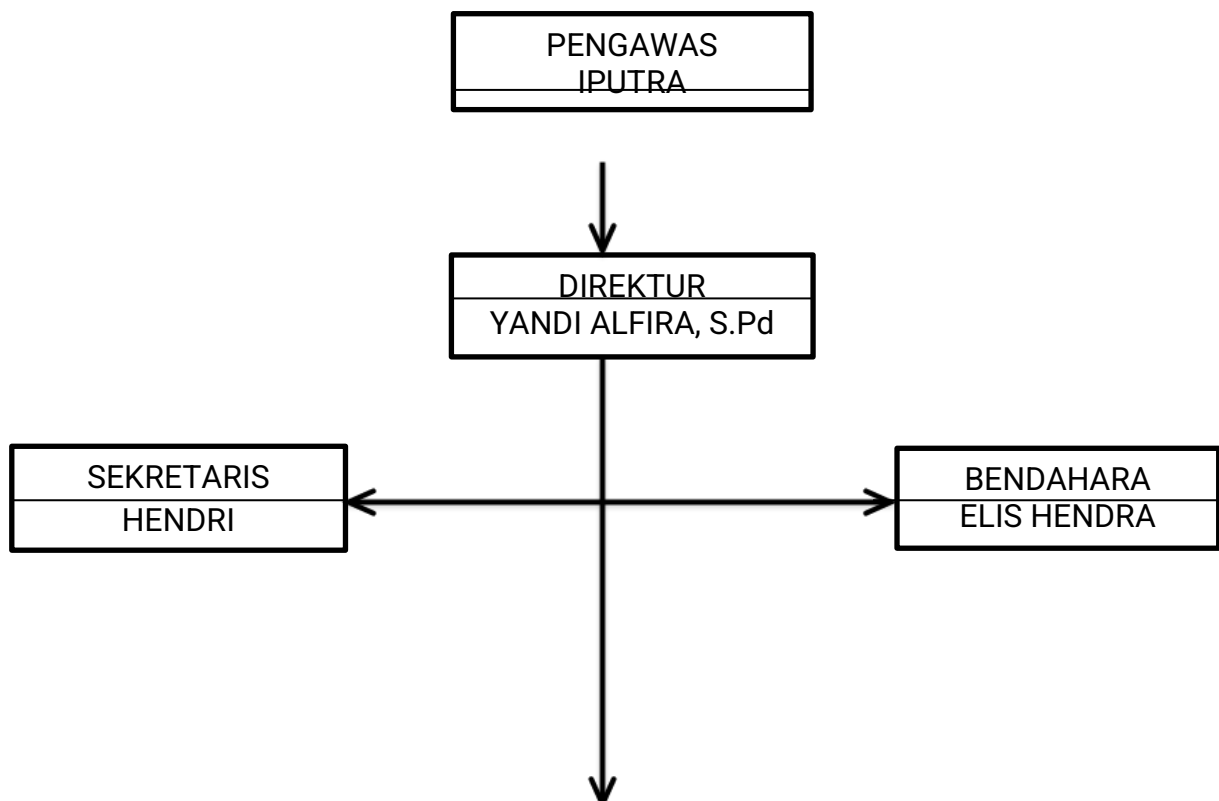 PENGAWAS
IPUTRA
DIREKTUR
YANDI ALFIRA, S.Pd
SEKRETARIS
HENDRI
BENDAHARA
ELIS HENDRA